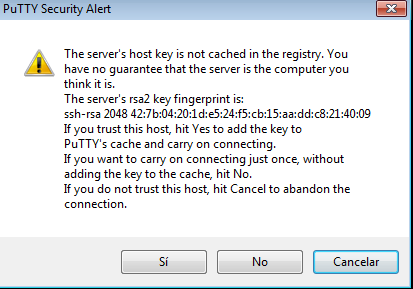 PuTTY Security Alert
The server's host key is not cached in the registry. You
have no guarantee that the server is the computer you
think it is.
The server's rsa2 key fingerprint is:
ssh-rsa 2048 42:7b:04:20:1d:e5:24:f5:cb:15:aa:dd:c8:21:40:09
If you trust this host, hit Yes to add the key to
PuTTY's cache and carry on connecting.
If you want to carry on connecting just once, without
adding the key to the cache, hit No.
If you do not trust this host, hit Cancel to abandon the
connection.
Sí No Cancelar